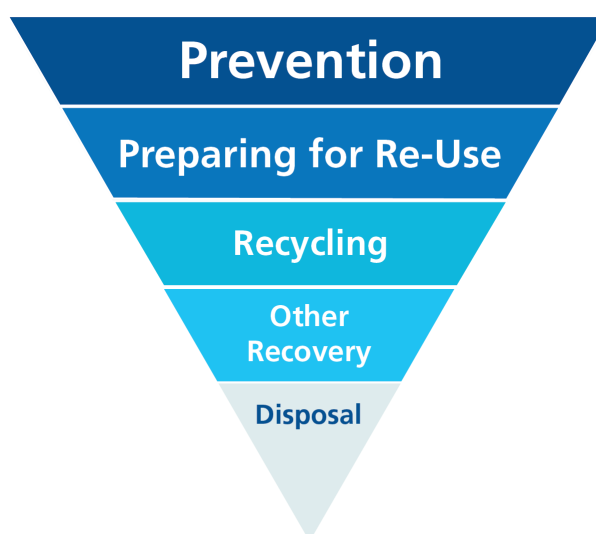 Prevention
Preparing for Re-Use
Recycling
Other
Recovery
Disposal